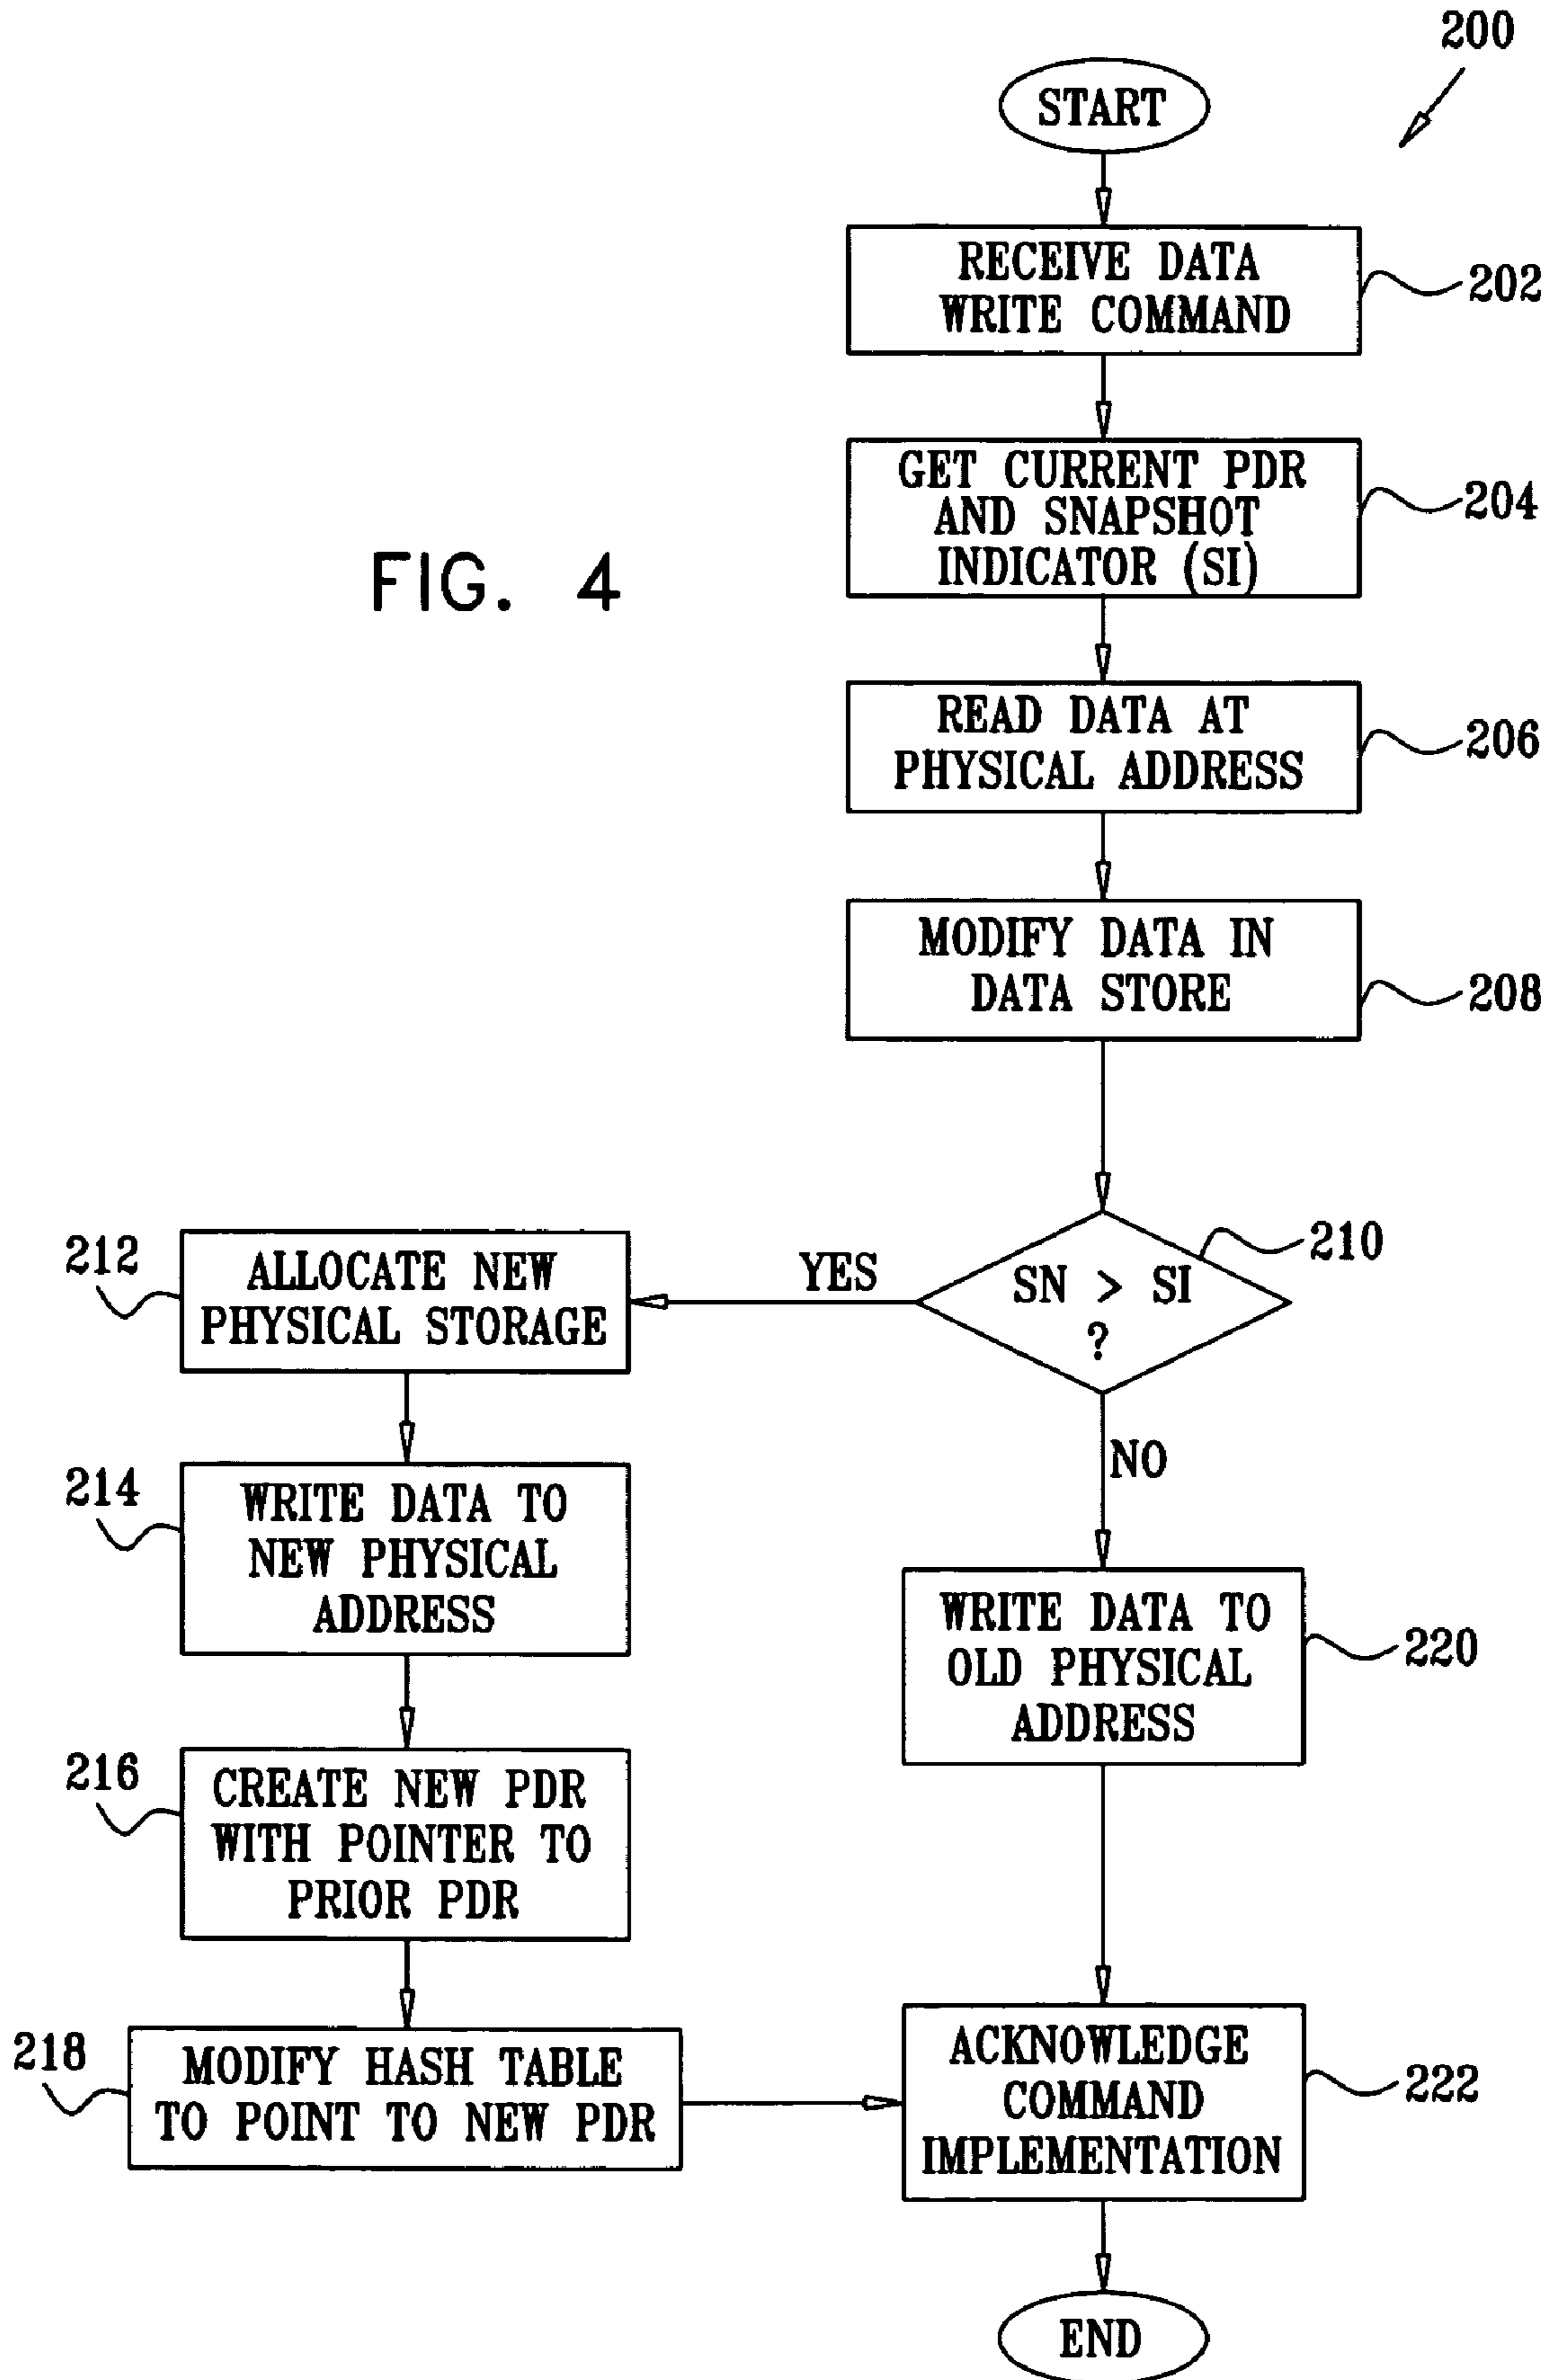 200
START
RECEIVE DATA
WRITE COMMAND
202
GET CURRENT PDR
AND SNAPSHOT
INDICATOR (SI)
204
FIG. 4
READ DATA AT
PHYSICAL ADDRESS
206
MODIFY DATA IN
DATA STORE
208
SN > SI
?
210
YES
NO
212
ALLOCATE NEW
PHYSICAL STORAGE
214
WRITE DATA TO
NEW PHYSICAL
ADDRESS
216
CREATE NEW PDR
WITH POINTER TO
PRIOR PDR
218
MODIFY HASH TABLE
TO POINT TO NEW PDR
WRITE DATA TO
OLD PHYSICAL
ADDRESS
220
ACKNOWLEDGE
COMMAND
IMPLEMENTATION
222
END